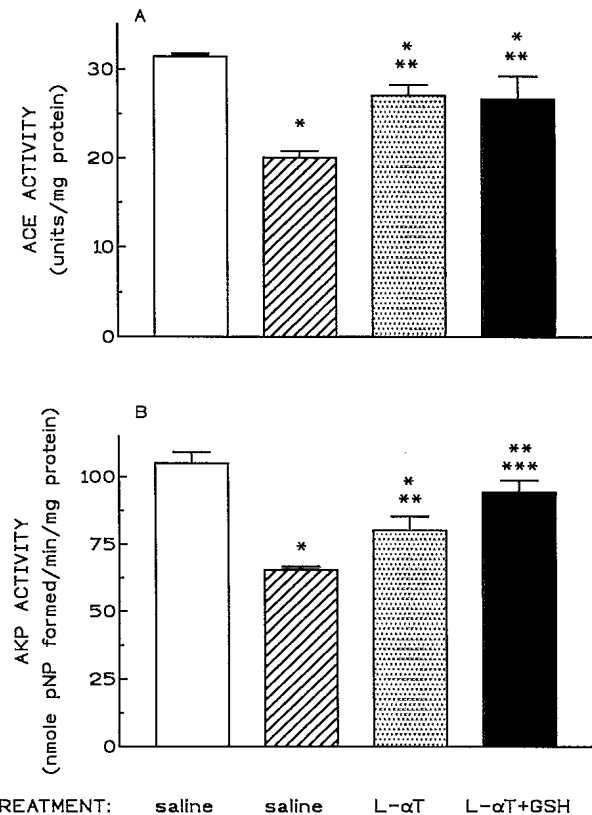 A
ACE ACTIVITY
(units/mg protein)
30
20
10
0
*
*
**
*
**
B
AKP ACTIVITY
(nmole pNP formed/min/mg protein)
100
75
50
25
0
*
*
**
**
***
REATMENT: saline saline L-αT L-αT+GSH